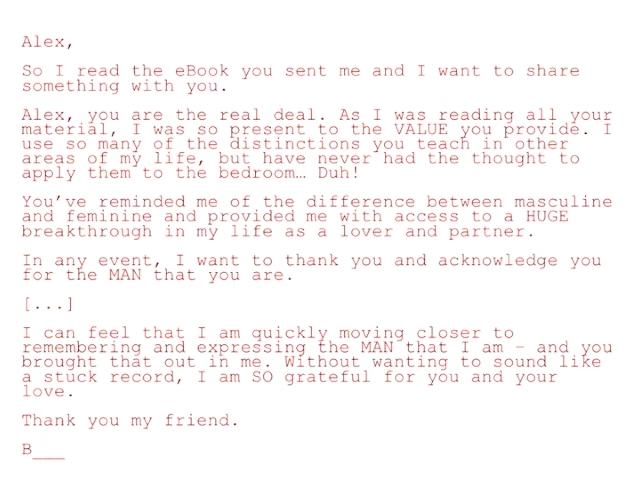 Alex,
So I read the eBook you sent me and I want to share
something with you.
Alex, you are the real deal. As I was reading all your
material, I was so present to the VALUE you provide. I
use so many of the distinctions you teach in other
areas of my life, but have never had the thought to
apply them to the bedroom… Duh!
You’ve reminded me of the difference between masculine
and feminine and provided me with access to a HUGE
breakthrough in my life as a lover and partner.
In any event, I want to thank you and acknowledge you
for the MAN that you are.
[...]
I can feel that I am quickly moving closer to
remembering and expressing the MAN that I am – and you
brought that out in me. Without wanting to sound like
a stuck record, I am SO grateful for you and your
love.
Thank you my friend.
B___